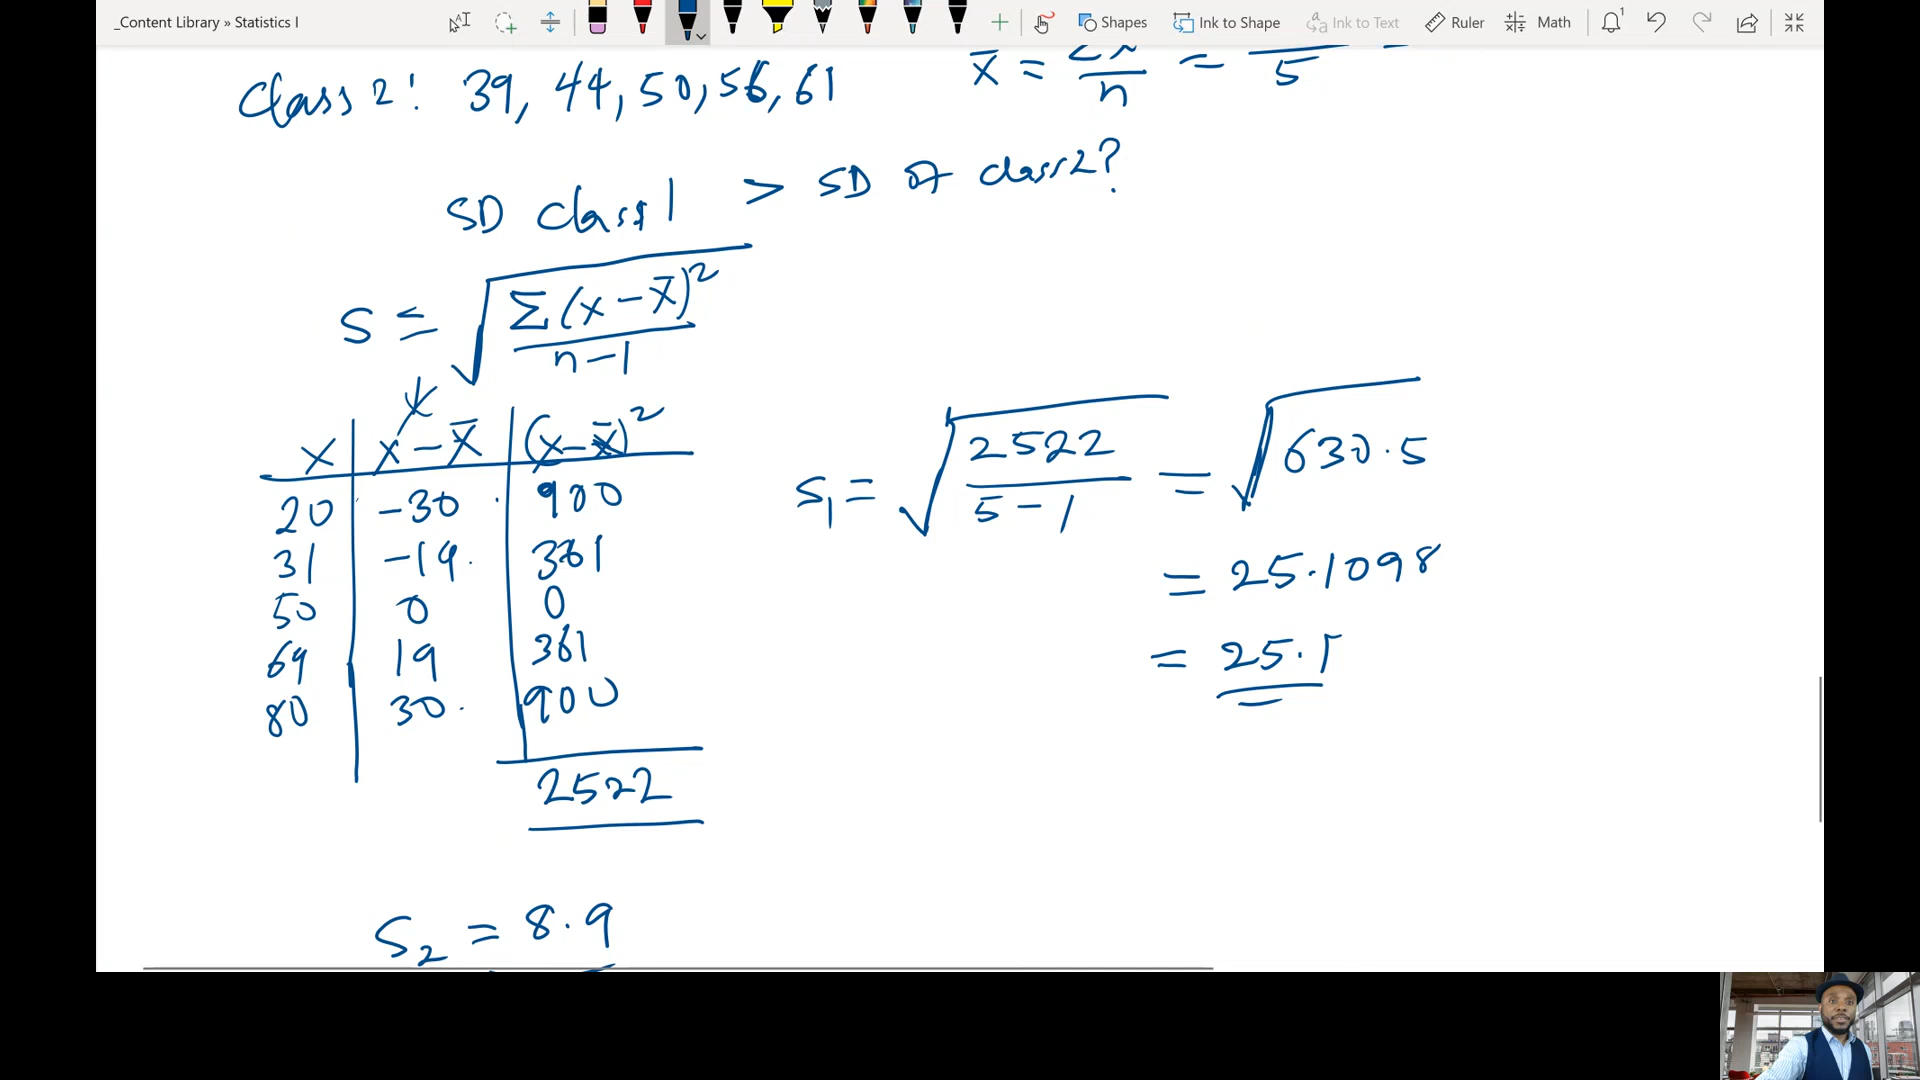 _Content Library » Statistics I
Shapes
Ink to Shape
Ink to Text
Ruler
Math
1
Class 2: 39, 44, 50, 56, 61
x̄ = Σx/n = /5
SD class 1 > SD of class 2?
S = √(Σ(x-x̄)²/(n-1))
x | x-x̄ | (x-x̄)²
20 | -30 | 900
31 | -19 | 361
50 | 0 | 0
69 | 19 | 361
80 | 30 | 900
2522
S₁ = √(2522/(5-1)) = √630.5
= 25.1098
= 25.1
S₂ = 8.9